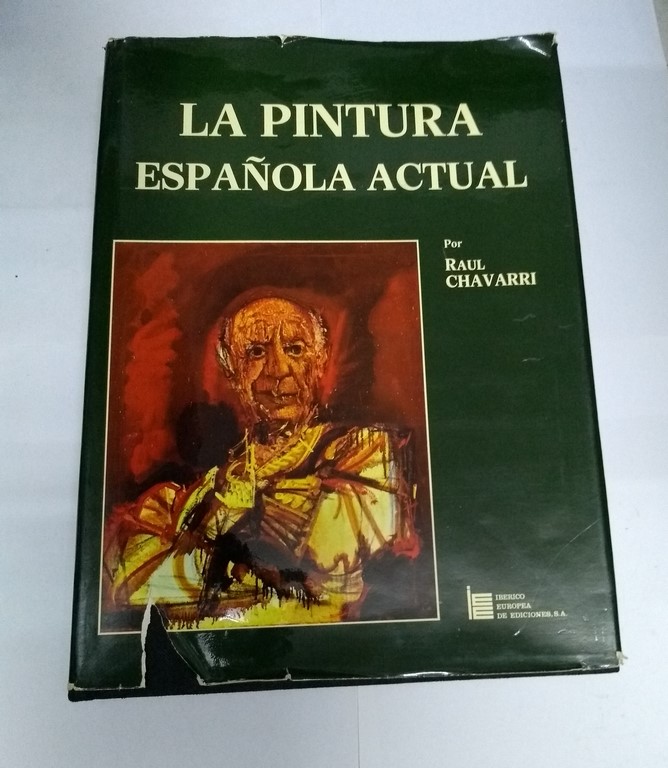 LA PINTURA
ESPAÑOLA ACTUAL
Por
RAUL
CHAVARRI
IBERICO
EUROPEA
DE EDICIONES, S.A.